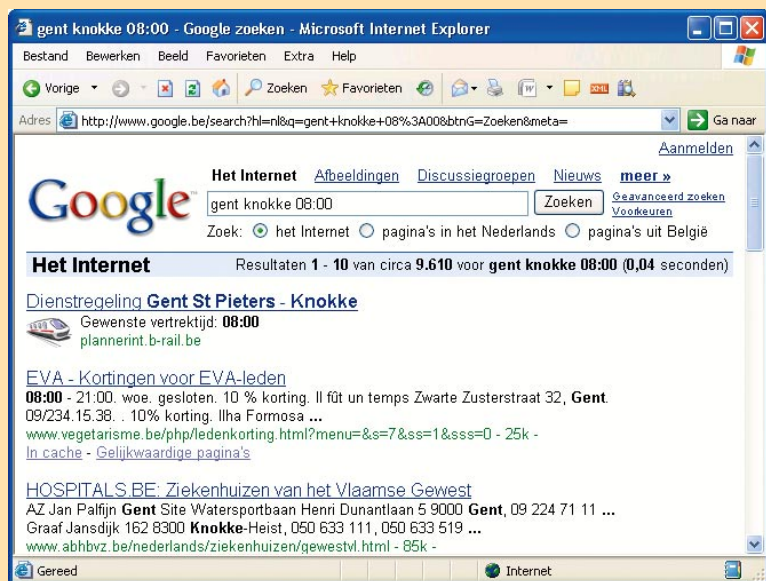 gent knokke 08:00 - Google zoeken - Microsoft Internet Explorer
Bestand Bewerken Beeld Favorieten Extra Help
Vorige Zoeken Favorieten
Adres http://www.google.be/search?hl=nl&q=gent+knokke+08%3A00&btnG=Zoeken&meta= Ga naar
Aanmelden
Het Internet Afbeeldingen Discussiegroepen Nieuws meer »
Google gent knokke 08:00 Zoeken Geavanceerd zoeken
Voorkeuren
Zoek: het Internet pagina's in het Nederlands pagina's uit België
Het Internet Resultaten 1 - 10 van circa 9.610 voor gent knokke 08:00 (0,04 seconden)
Dienstregeling Gent St Pieters - Knokke
Gewenste vertrektijd: 08:00
plannerint.b-rail.be
EVA - Kortingen voor EVA-leden
08:00 - 21:00. woe. gesloten. 10 % korting. Il fût un temps Zwarte Zusterstraat 32, Gent.
09/234.15.38. . 10% korting. Ilha Formosa ...
www.vegetarisme.be/php/ledenkorting.html?menu=&s=7&ss=1&sss=0 - 25k -
In cache - Gelijkwaardige pagina's
HOSPITALS.BE: Ziekenhuizen van het Vlaamse Gewest
AZ Jan Palfijn Gent Site Watersportbaan Henri Dunantlaan 5 9000 Gent, 09 224 71 11 ...
Graaf Jansdijk 162 8300 Knokke-Heist, 050 633 111, 050 633 519 ...
www.abhbvz.be/nederlands/ziekenhuizen/gewestvl.html - 85k -
Gereed Internet